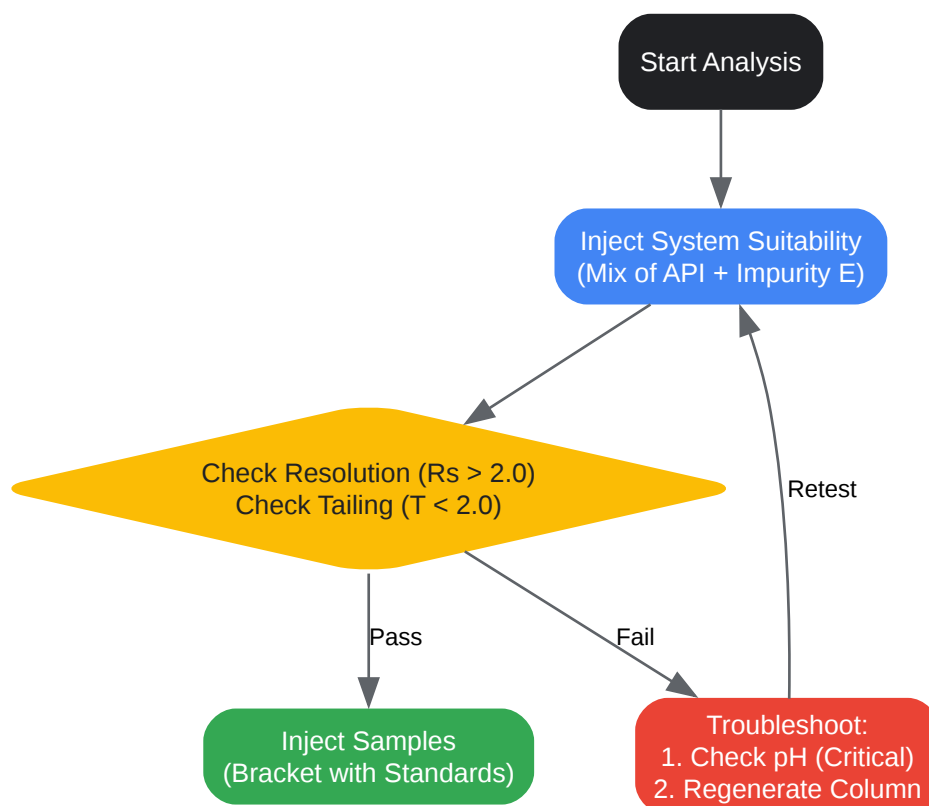 Start Analysis
Inject System Suitability
(Mix of API + Impurity E)
Check Resolution (Rs > 2.0)
Check Tailing (T < 2.0)
Retest
Pass
Fail
Inject Samples
(Bracket with Standards)
Troubleshoot:
1. Check pH (Critical)
2. Regenerate Column